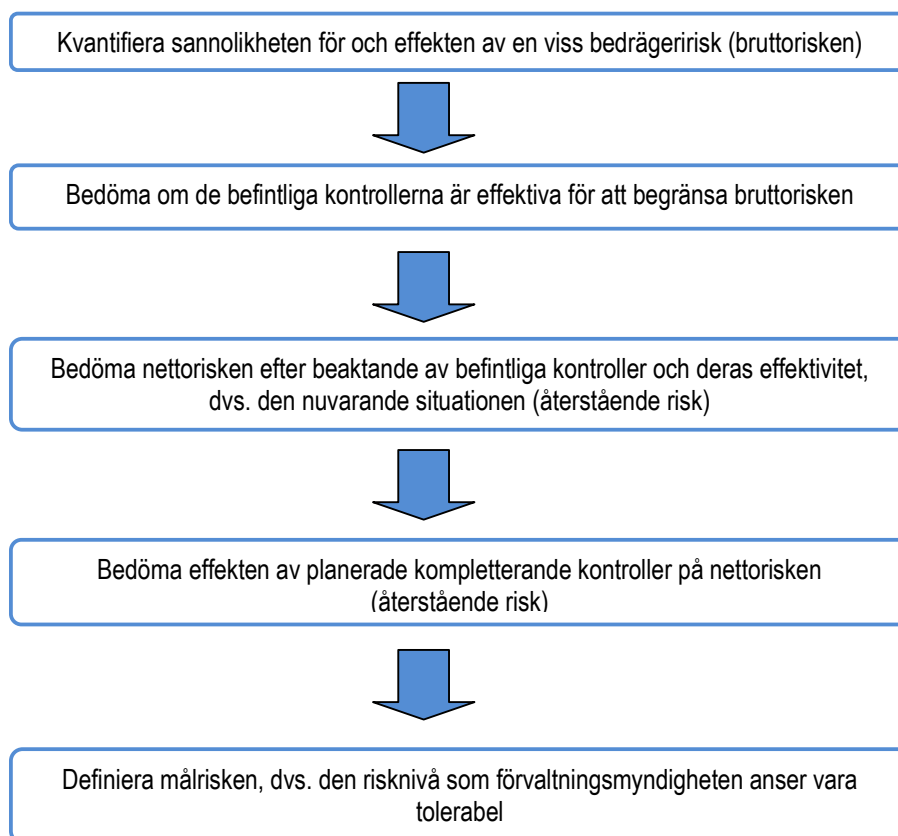 Kvantifiera sannolikheten för och effekten av en viss bedrägeririsk (bruttorisken)
Bedöma om de befintliga kontrollerna är effektiva för att begränsa bruttorisken
Bedöma nettorisken efter beaktande av befintliga kontroller och deras effektivitet,
dvs. den nuvarande situationen (återstående risk)
Bedöma effekten av planerade kompletterande kontroller på nettorisken
(återstående risk)
Definiera målrisken, dvs. den risknivå som förvaltningsmyndigheten anser vara
tolerabel